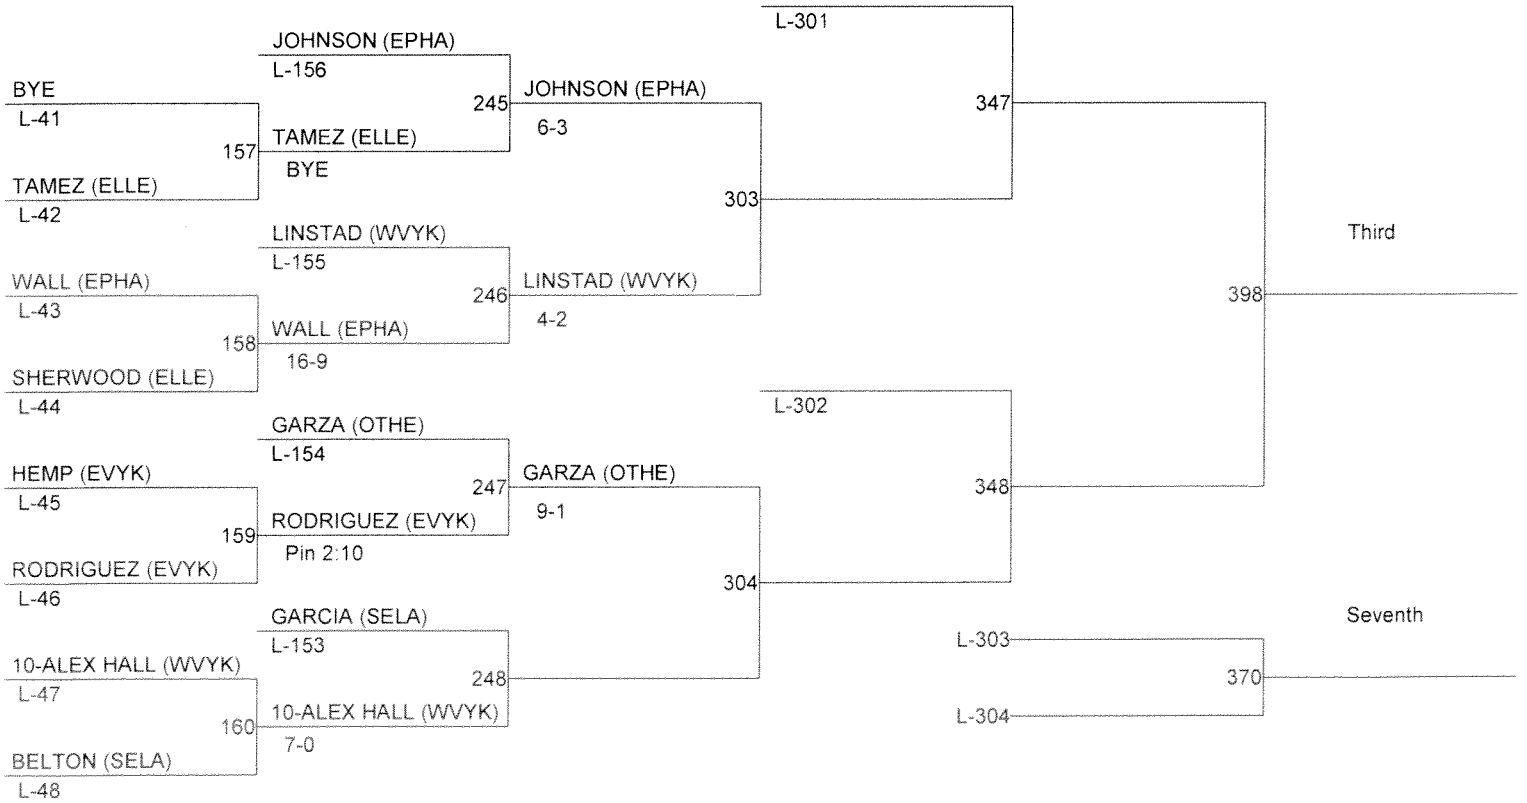 L-301
JOHNSON (EPHA)
L-156
BYE
L-41
245
JOHNSON (EPHA)
6-3
347
157
TAMEZ (ELLE)
BYE
TAMEZ (ELLE)
L-42
303
LINSTAD (WVYK)
L-155
Third
WALL (EPHA)
L-43
246
LINSTAD (WVYK)
4-2
398
158
WALL (EPHA)
16-9
SHERWOOD (ELLE)
L-44
L-302
GARZA (OTHE)
L-154
HEMP (EVYK)
L-45
247
GARZA (OTHE)
9-1
348
159
RODRIGUEZ (EVYK)
Pin 2:10
RODRIGUEZ (EVYK)
L-46
304
GARCIA (SELA)
L-153
Seventh
L-303
10-ALEX HALL (WVYK)
L-47
248
370
160
10-ALEX HALL (WVYK)
7-0
L-304
BELTON (SELA)
L-48